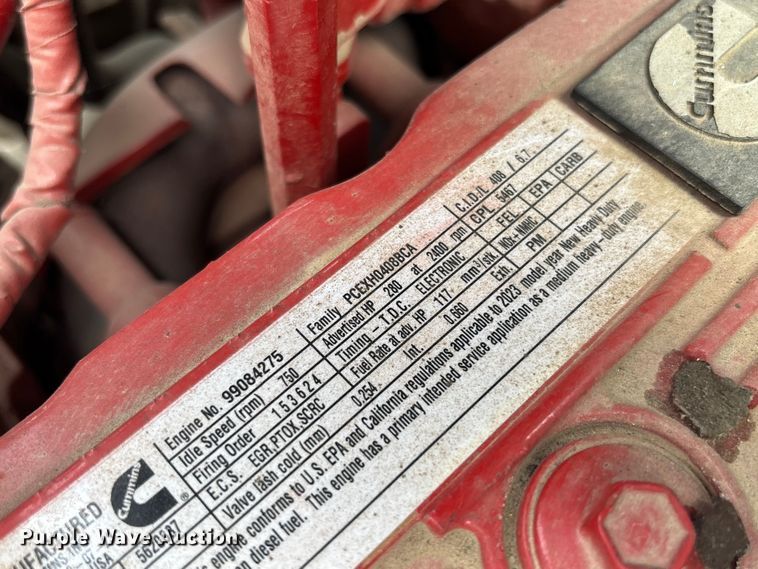 Cummins
C.I.D./L 408 / 6.7
CPL 5467
EPA CARB
FEL
NOx+NMHC
PM
Family PCEXH0408BCA
Advertised HP 280 at 2400 rpm
Timing - T.D.C. ELECTRONIC
Fuel Rate at adv. HP 117 mm³/stk.
Engine No. 99084275
Idle Speed (rpm) 750
Firing Order 1 5 3 6 2 4
E.C.S. EGR,PTOX,SCRC
Valve lash cold (mm) 0.254 Int. 0.660 Exh.
engine conforms to U.S. EPA and California regulations applicable to 2023 model year New Heavy Duty
diesel fuel. This engine has a primary intended service application as a medium heavy-duty engine.
Cummins
®
Purple Wave Auction